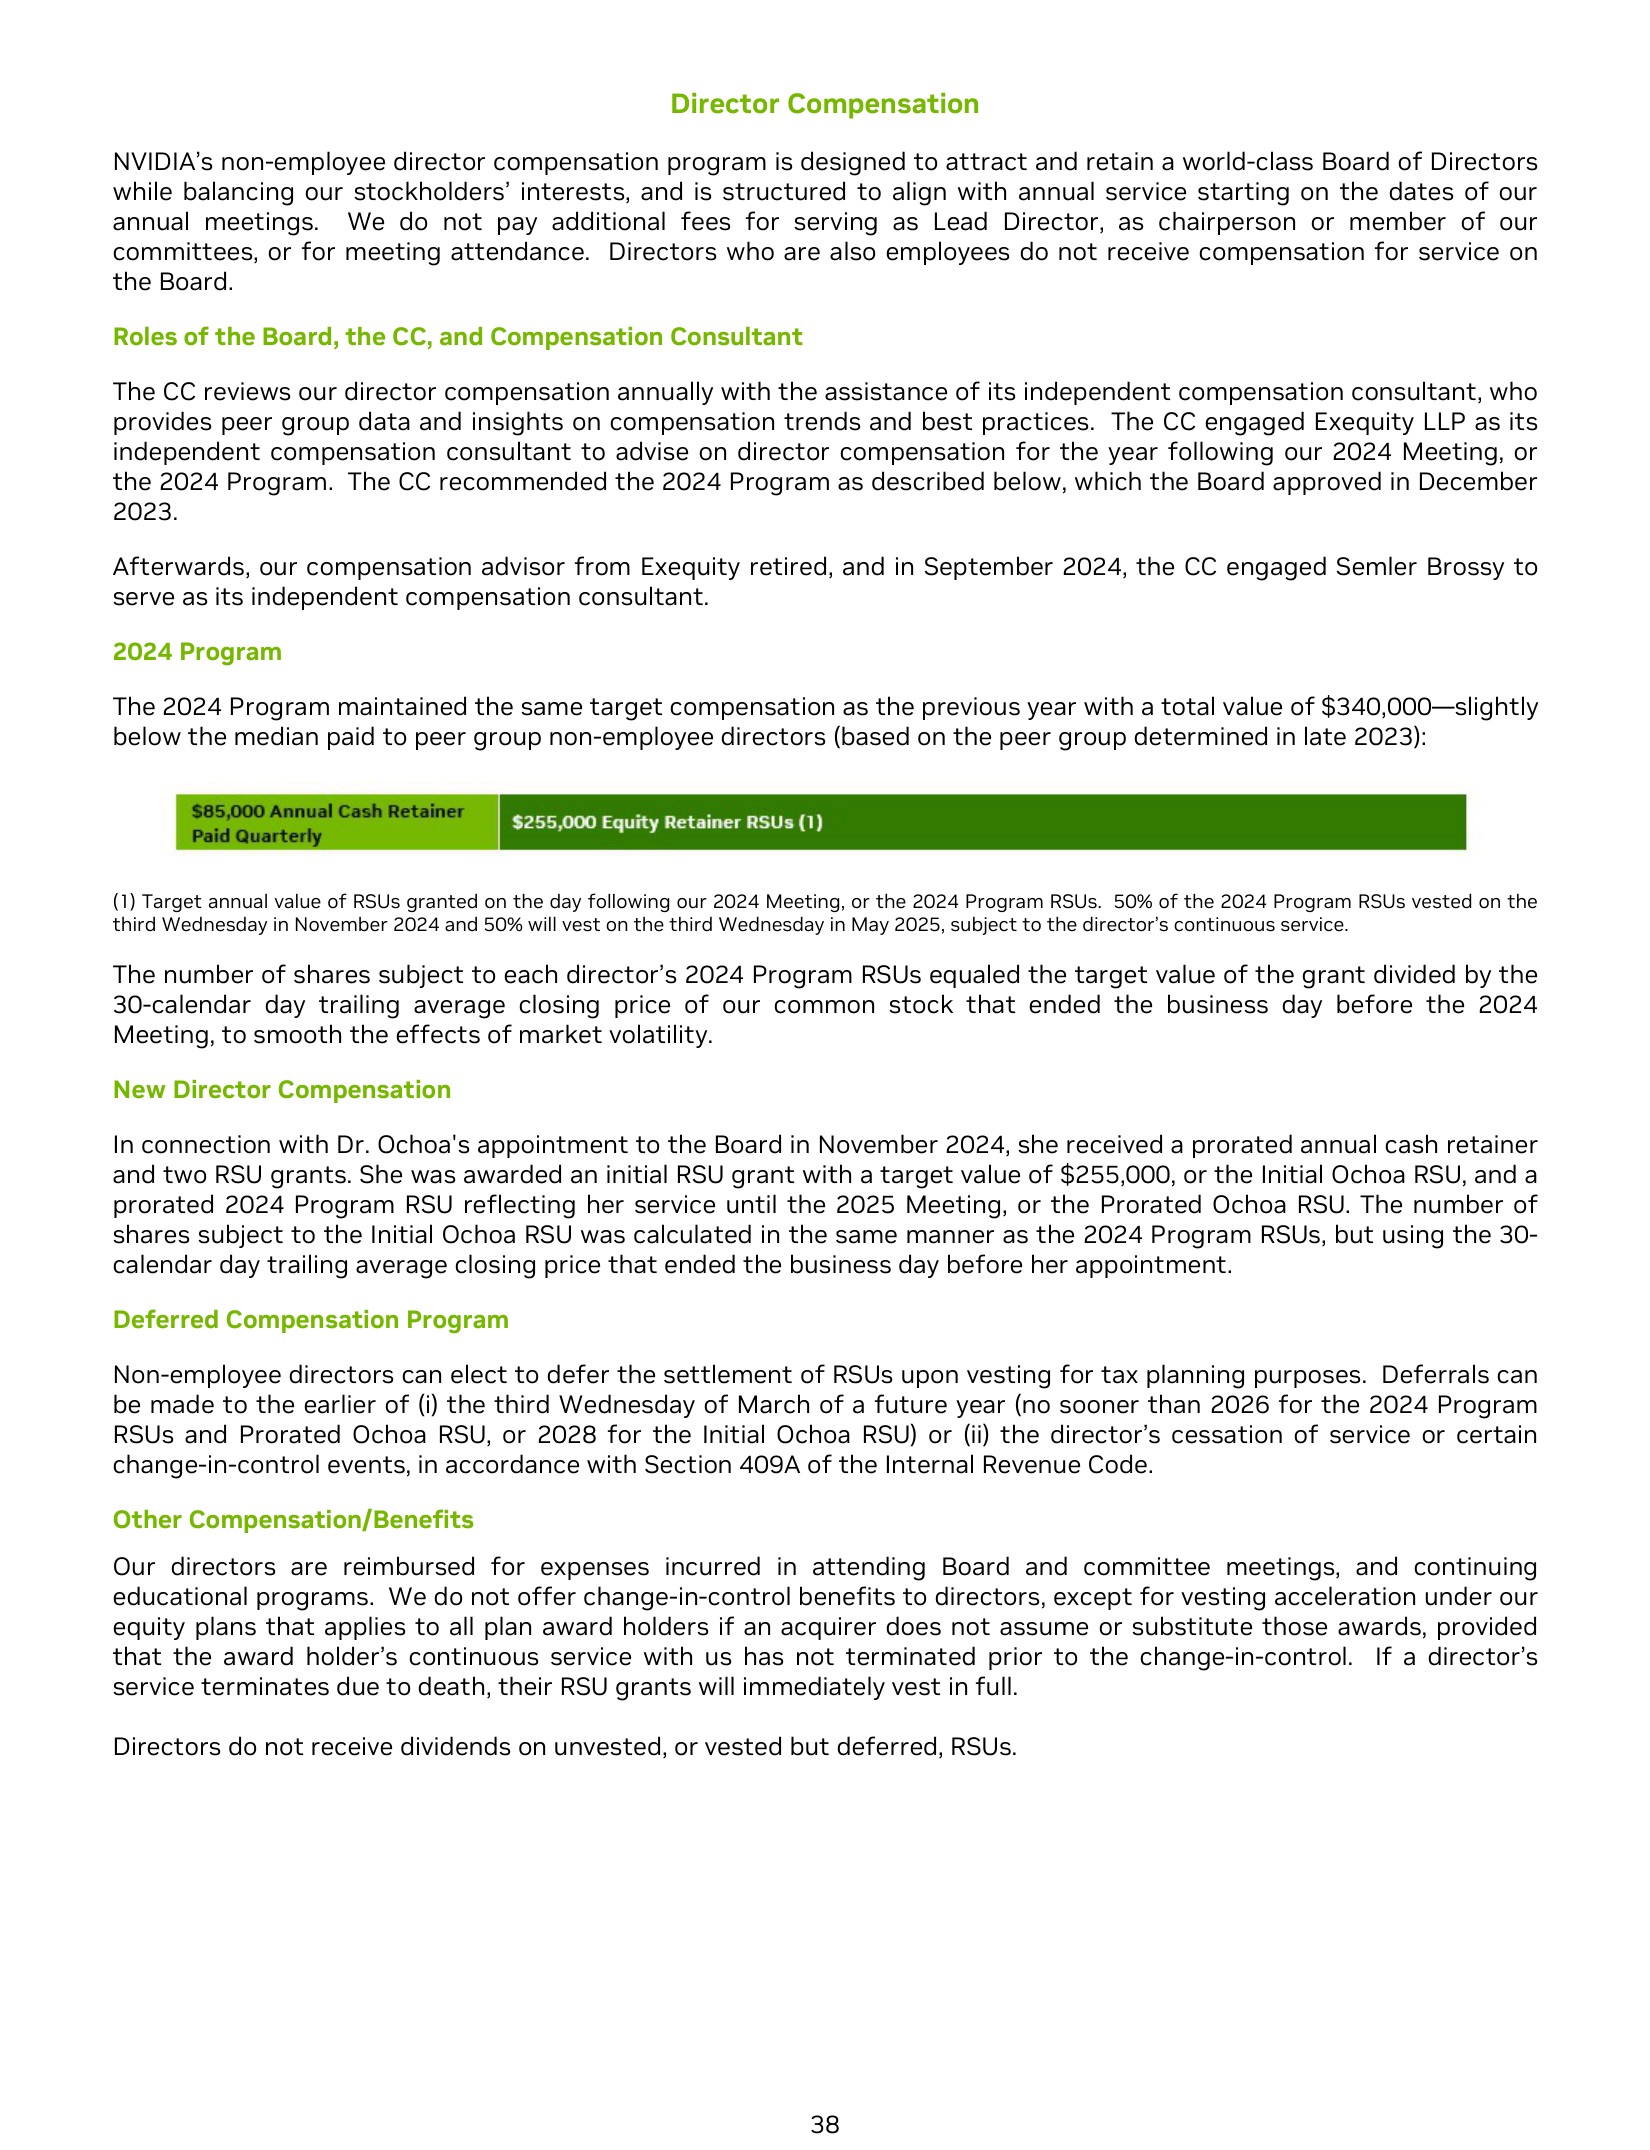 Director Compensation
NVIDIA's non-employee director compensation program is designed to attract and retain a world-class Board of Directors
while balancing our stockholders' interests, and is structured to align with annual service starting on the dates of our
annual meetings. We do not pay additional fees for serving as Lead Director, as chairperson or member of our
committees, or for meeting attendance. Directors who are also employees do not receive compensation for service on
the Board.
Roles of the Board, the CC, and Compensation Consultant
The CC reviews our director compensation annually with the assistance of its independent compensation consultant, who
provides peer group data and insights on compensation trends and best practices. The CC engaged Exequity LLP as its
independent compensation consultant to advise on director compensation for the year following our 2024 Meeting, or
the 2024 Program. The CC recommended the 2024 Program as described below, which the Board approved in December
2023.
Afterwards, our compensation advisor from Exequity retired, and in September 2024, the CC engaged Semler Brossy to
serve as its independent compensation consultant.
2024 Program
The 2024 Program maintained the same target compensation as the previous year with a total value of $340,000—slightly
below the median paid to peer group non-employee directors (based on the peer group determined in late 2023):
$85,000 Annual Cash Retainer
Paid Quarterly
$255,000 Equity Retainer RSUs (1)
(1) Target annual value of RSUs granted on the day following our 2024 Meeting, or the 2024 Program RSUs. 50% of the 2024 Program RSUs vested on the
third Wednesday in November 2024 and 50% will vest on the third Wednesday in May 2025, subject to the director's continuous service.
The number of shares subject to each director's 2024 Program RSUs equaled the target value of the grant divided by the
30-calendar day trailing average closing price of our common stock that ended the business day before the 2024
Meeting, to smooth the effects of market volatility.
New Director Compensation
In connection with Dr. Ochoa's appointment to the Board in November 2024, she received a prorated annual cash retainer
and two RSU grants. She was awarded an initial RSU grant with a target value of $255,000, or the Initial Ochoa RSU, and a
prorated 2024 Program RSU reflecting her service until the 2025 Meeting, or the Prorated Ochoa RSU. The number of
shares subject to the Initial Ochoa RSU was calculated in the same manner as the 2024 Program RSUs, but using the 30-
calendar day trailing average closing price that ended the business day before her appointment.
Deferred Compensation Program
Non-employee directors can elect to defer the settlement of RSUs upon vesting for tax planning purposes. Deferrals can
be made to the earlier of (i) the third Wednesday of March of a future year (no sooner than 2026 for the 2024 Program
RSUs and Prorated Ochoa RSU, or 2028 for the Initial Ochoa RSU) or (ii) the director's cessation of service or certain
change-in-control events, in accordance with Section 409A of the Internal Revenue Code.
Other Compensation/Benefits
Our directors are reimbursed for expenses incurred in attending Board and committee meetings, and continuing
educational programs. We do not offer change-in-control benefits to directors, except for vesting acceleration under our
equity plans that applies to all plan award holders if an acquirer does not assume or substitute those awards, provided
that the award holder's continuous service with us has not terminated prior to the change-in-control. If a director's
service terminates due to death, their RSU grants will immediately vest in full.
Directors do not receive dividends on unvested, or vested but deferred, RSUs.
38